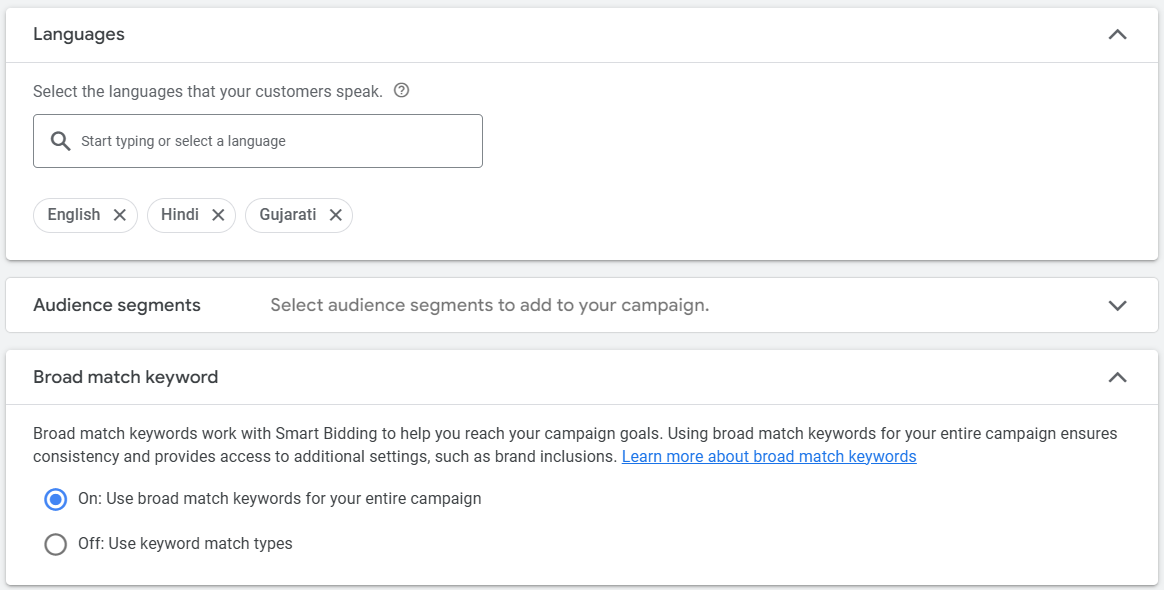 Languages
Select the languages that your customers speak.
Start typing or select a language
English Hindi Gujarati
Audience segments Select audience segments to add to your campaign.
Broad match keyword
Broad match keywords work with Smart Bidding to help you reach your campaign goals. Using broad match keywords for your entire campaign ensures
consistency and provides access to additional settings, such as brand inclusions. Learn more about broad match keywords
On: Use broad match keywords for your entire campaign
Off: Use keyword match types